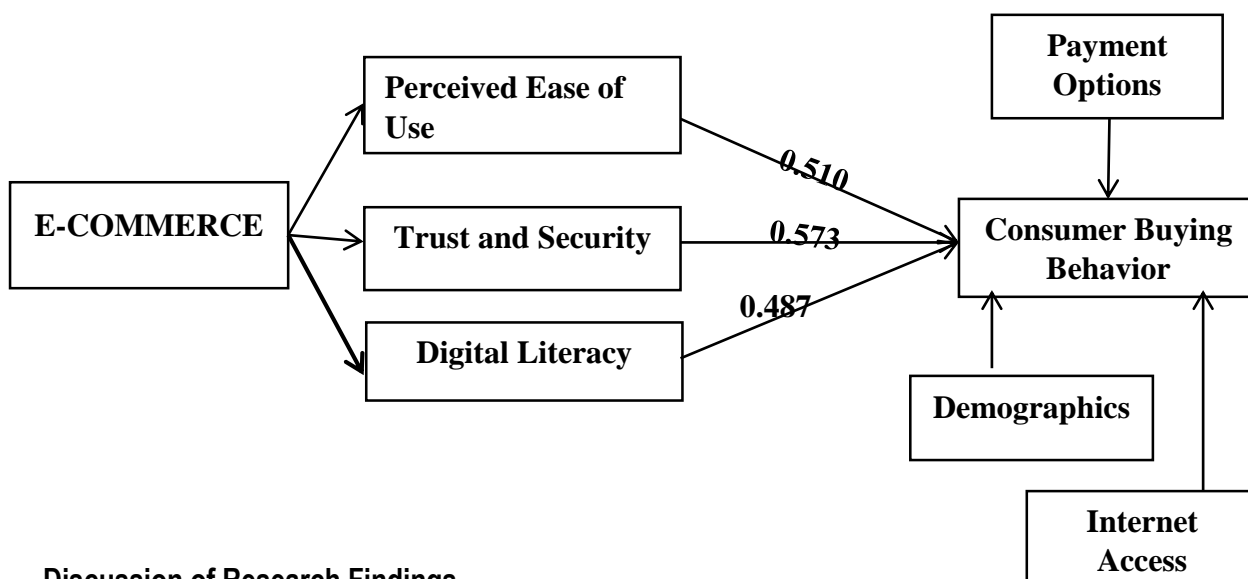 Payment
Options
Perceived Ease of
Use
0.510
E-COMMERCE
Trust and Security
0.573
Consumer Buying
Behavior
0.487
Digital Literacy
Demographics
Internet
Access
Discussion of Research Findings